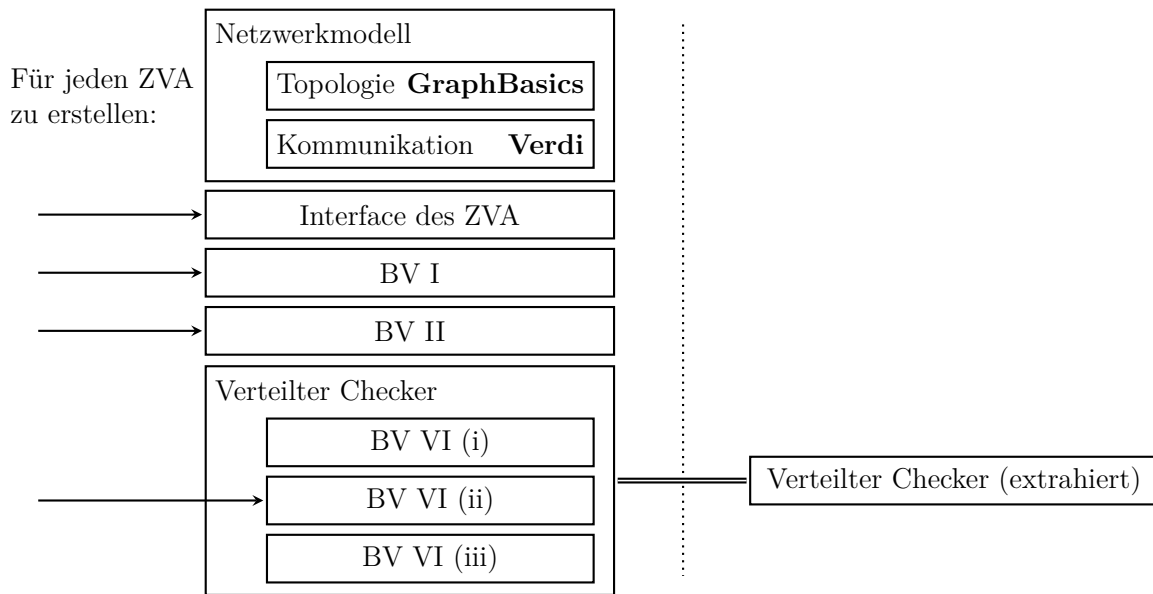 Netzwerkmodell
Für jeden ZVA
zu erstellen:
Topologie GraphBasics
Kommunikation Verdi
Interface des ZVA
BV I
BV II
Verteilter Checker
BV VI (i)
BV VI (ii)
BV VI (iii)
Verteilter Checker (extrahiert)